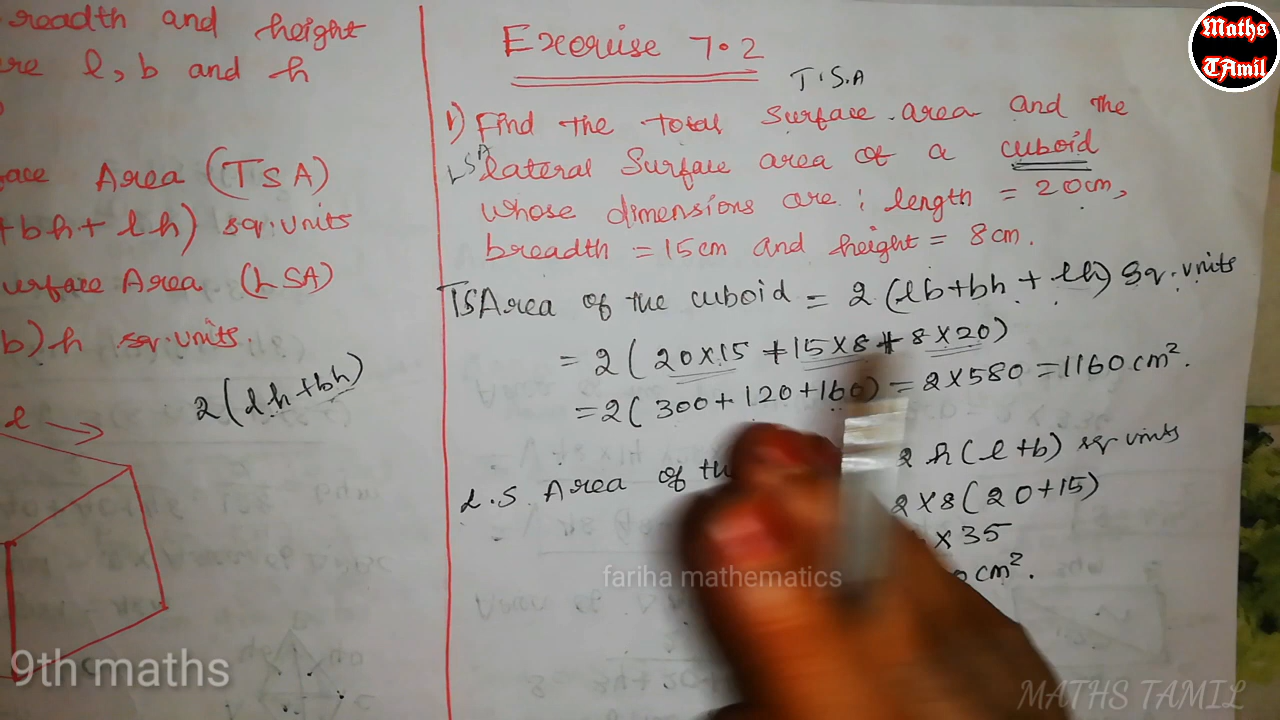 readth and height
ere l, b and h
face Area (TSA)
+bh+ lh) sq.units
urface Area (LSA)
b)h sq.units.
2(lh+bh)
l
Exercise 7.2
T.S.A
1) Find the total surface area and the
LSA lateral surface area of a cuboid
whose dimensions are : length = 20cm,
breadth = 15cm and height = 8cm.
TSArea of the cuboid = 2 (lb+bh + lh) sq.units
= 2 ( 20×15 + 15×8 + 8×20)
= 2( 300+ 120+160) = 2×580 = 1160 cm².
L.S Area of the 2 h(l+b) sq units
2×8(20+15)
× 35
0 cm².
fariha mathematics
9th maths
MATHS TAMIL
Maths
TAmil